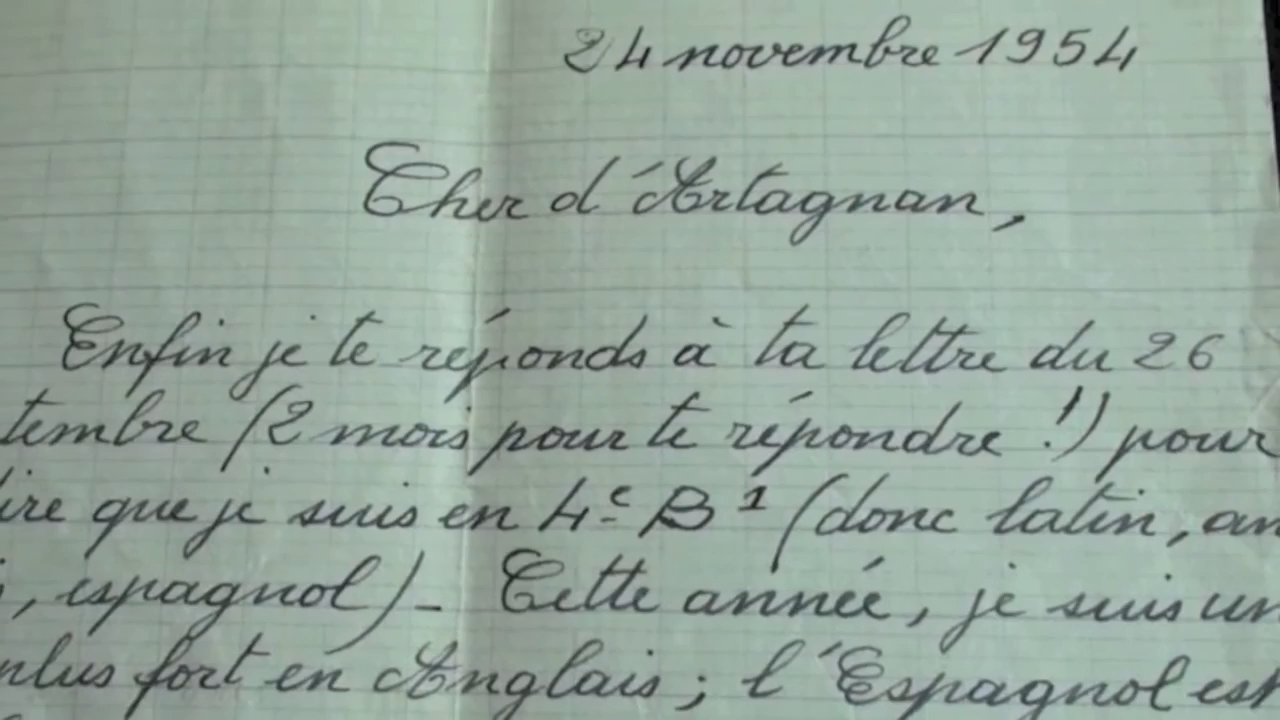 24 novembre 1954
Cher d'Artagnan,
Enfin je te réponds à ta lettre du 26
tembre (2 mois pour te répondre !) pour
ire que je suis en 4e B1 (donc latin, an
, espagnol)_ Cette année, je suis un
plus fort en Anglais ; l'Espagnol est